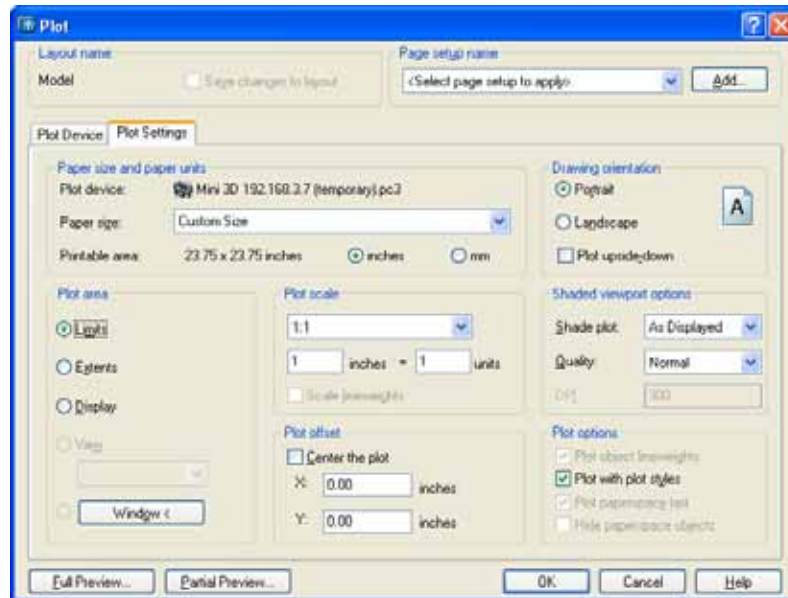 Plot
Layout name
Model
Save changes to layout
Page setup name
<Select page setup to apply>
Add...
Plot Device
Plot Settings
Paper size and paper units
Plot device:
Mini 3D 192.168.3.7 (temporary).pc3
Paper size:
Custom Size
Printable area:
23.75 x 23.75 inches
inches
mm
Drawing orientation
Portrait
Landscape
Plot upside-down
A
Plot area
Limits
Extents
Display
View
Window <
Plot scale
1:1
1 inches = 1 units
Scale lineweights
Plot offset
Center the plot
X: 0.00 inches
Y: 0.00 inches
Shaded viewport options
Shade plot: As Displayed
Quality: Normal
DPI 300
Plot options
Plot object lineweights
Plot with plot styles
Plot paperspace last
Hide paperspace objects
Full Preview...
Partial Preview...
OK
Cancel
Help